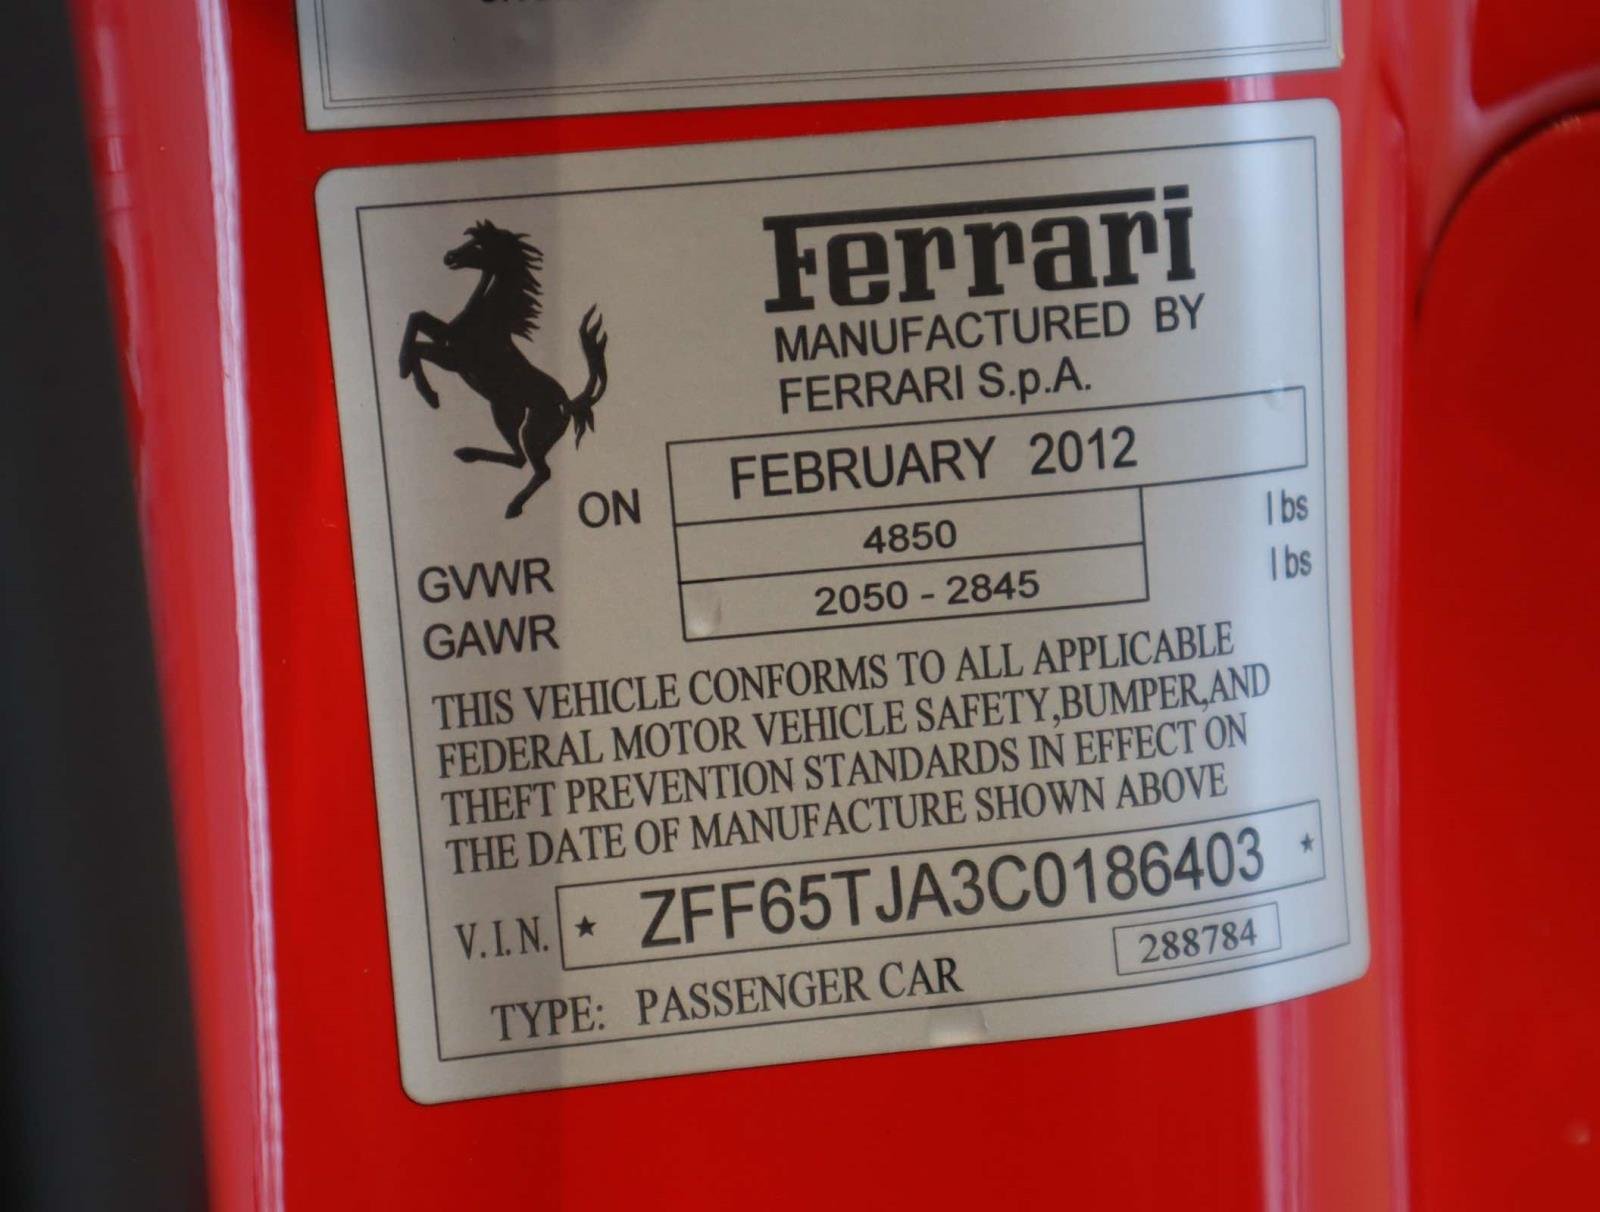 Ferrari
MANUFACTURED BY
FERRARI S.p.A.
ON FEBRUARY 2012
GVWR 4850 lbs
GAWR 2050 - 2845 lbs
THIS VEHICLE CONFORMS TO ALL APPLICABLE
FEDERAL MOTOR VEHICLE SAFETY,BUMPER,AND
THEFT PREVENTION STANDARDS IN EFFECT ON
THE DATE OF MANUFACTURE SHOWN ABOVE
V.I.N. * ZFF65TJA3C0186403 *
TYPE: PASSENGER CAR 288784